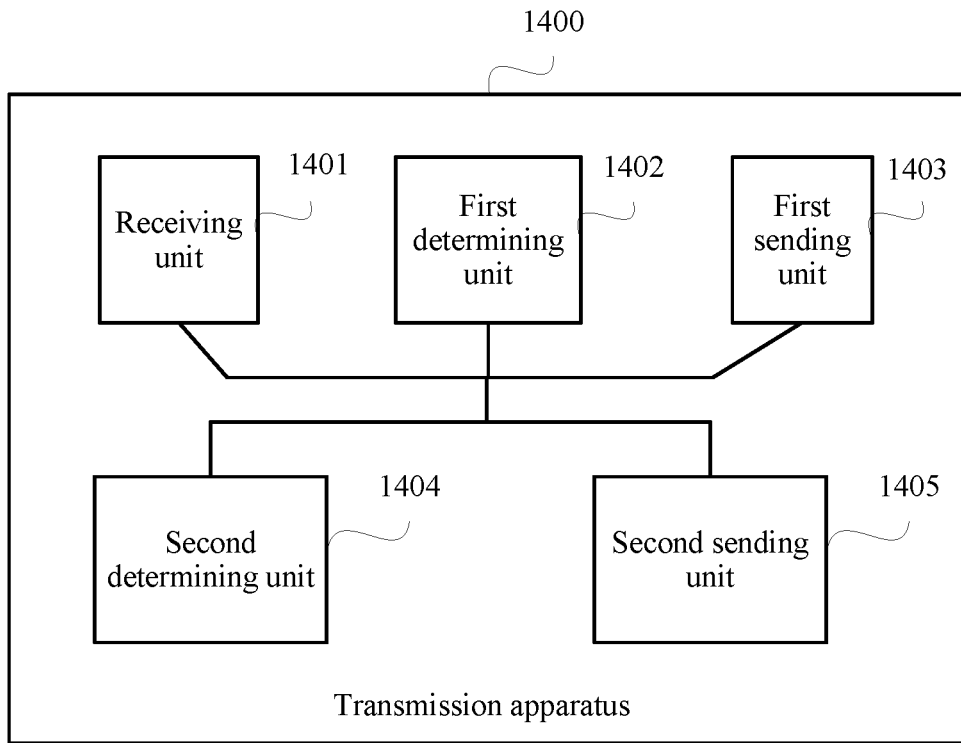 1400
1401
1402
1403
Receiving
unit
First
determining
unit
First
sending
unit
1404
1405
Second
determining unit
Second sending
unit
Transmission apparatus